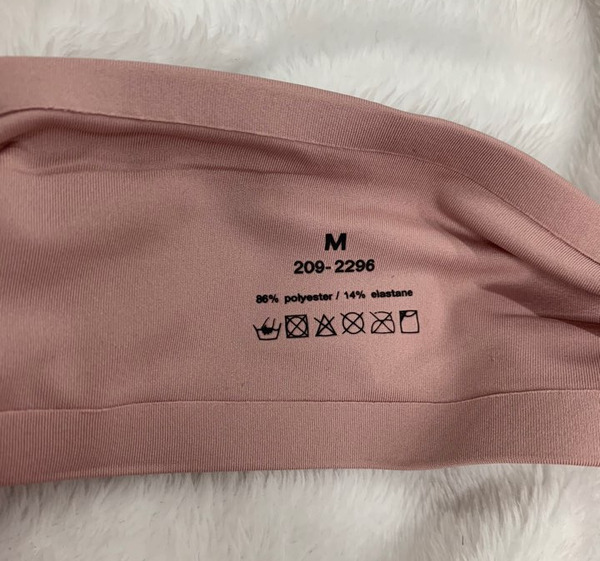 M
209-2296
86% polyester / 14% elastane